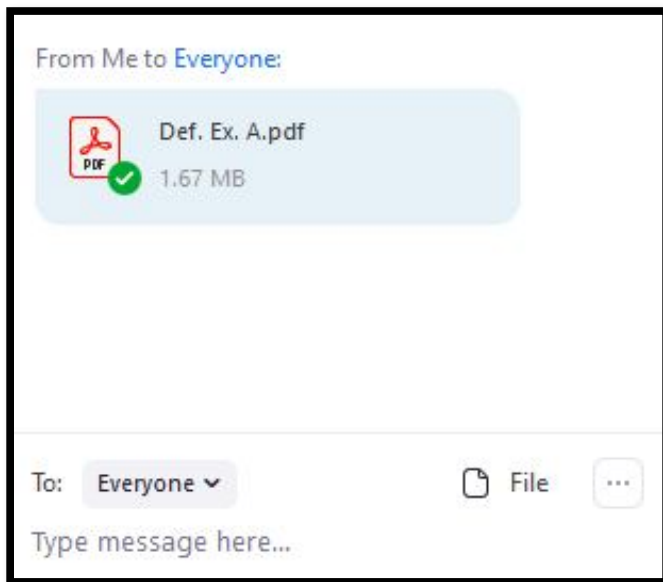 From Me to Everyone:
Def. Ex. A.pdf
PDF
1.67 MB
To: Everyone File ...
Type message here...